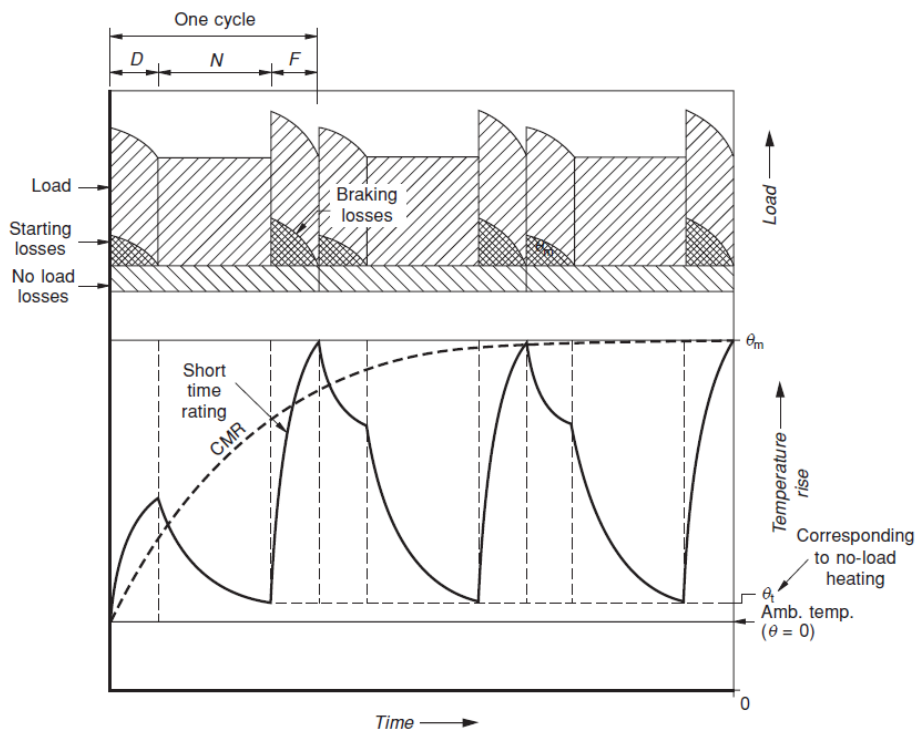 One cycle
D
N
F
Load
Braking
losses
Load
Starting
losses
No load
losses
θm
Short
time
rating
CMR
Temperature
rise
Corresponding
to no-load
heating
θt
Amb. temp.
(θ = 0)
0
Time